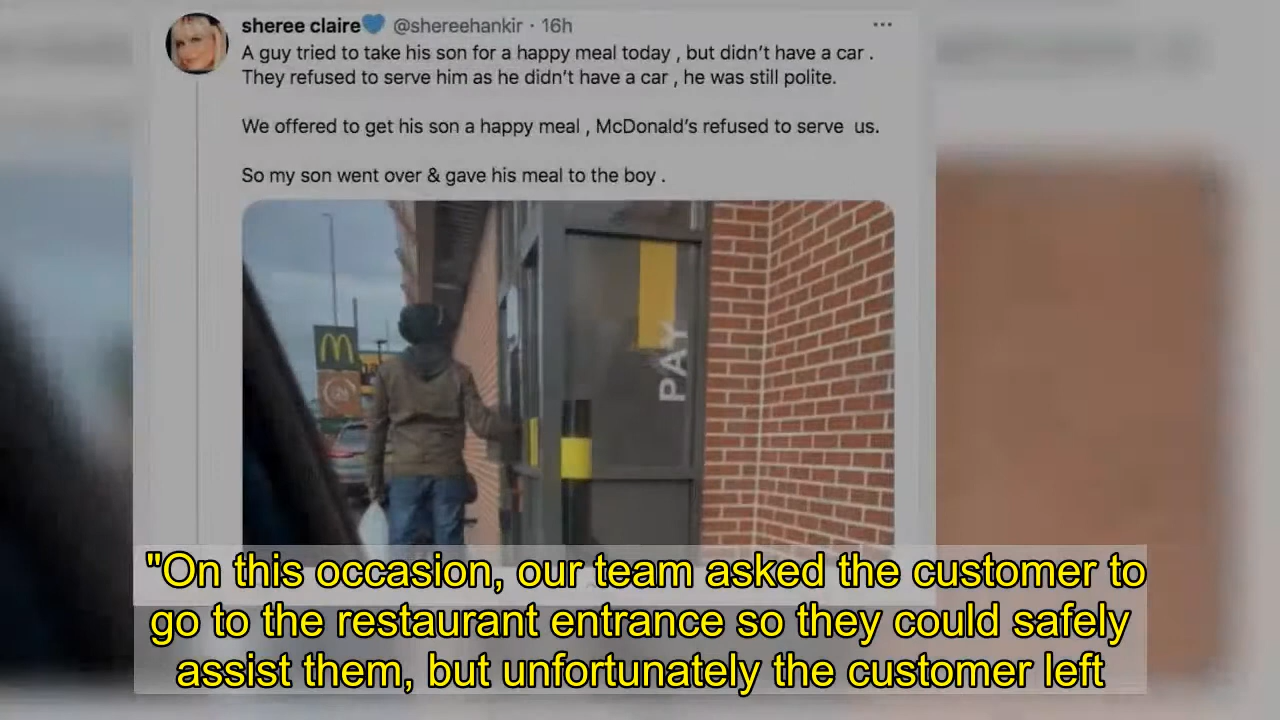 sheree claire💙 @shereehankir · 16h
A guy tried to take his son for a happy meal today , but didn’t have a car .
They refused to serve him as he didn’t have a car , he was still polite.
We offered to get his son a happy meal , McDonald’s refused to serve  us.
So my son went over & gave his meal to the boy .
PAY
"On this occasion, our team asked the customer to
go to the restaurant entrance so they could safely
assist them, but unfortunately the customer left